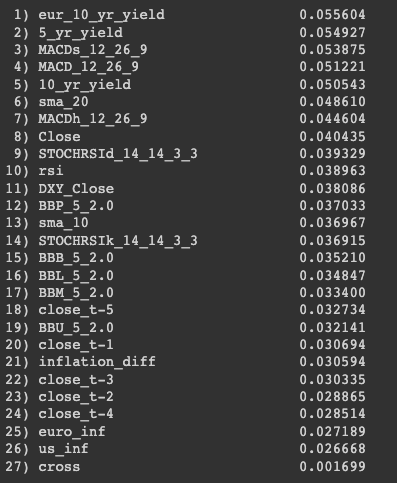 1) eur_10_yr_yield 0.055604
2) 5_yr_yield 0.054927
3) MACDs_12_26_9 0.053875
4) MACD_12_26_9 0.051221
5) 10_yr_yield 0.050543
6) sma_20 0.048610
7) MACDh_12_26_9 0.044604
8) Close 0.040435
9) STOCHRSId_14_14_3_3 0.039329
10) rsi 0.038963
11) DXY_Close 0.038086
12) BBP_5_2.0 0.037033
13) sma_10 0.036967
14) STOCHRSIk_14_14_3_3 0.036915
15) BBB_5_2.0 0.035210
16) BBL_5_2.0 0.034847
17) BBM_5_2.0 0.033400
18) close_t-5 0.032734
19) BBU_5_2.0 0.032141
20) close_t-1 0.030694
21) inflation_diff 0.030594
22) close_t-3 0.030335
23) close_t-2 0.028865
24) close_t-4 0.028514
25) euro_inf 0.027189
26) us_inf 0.026668
27) cross 0.001699